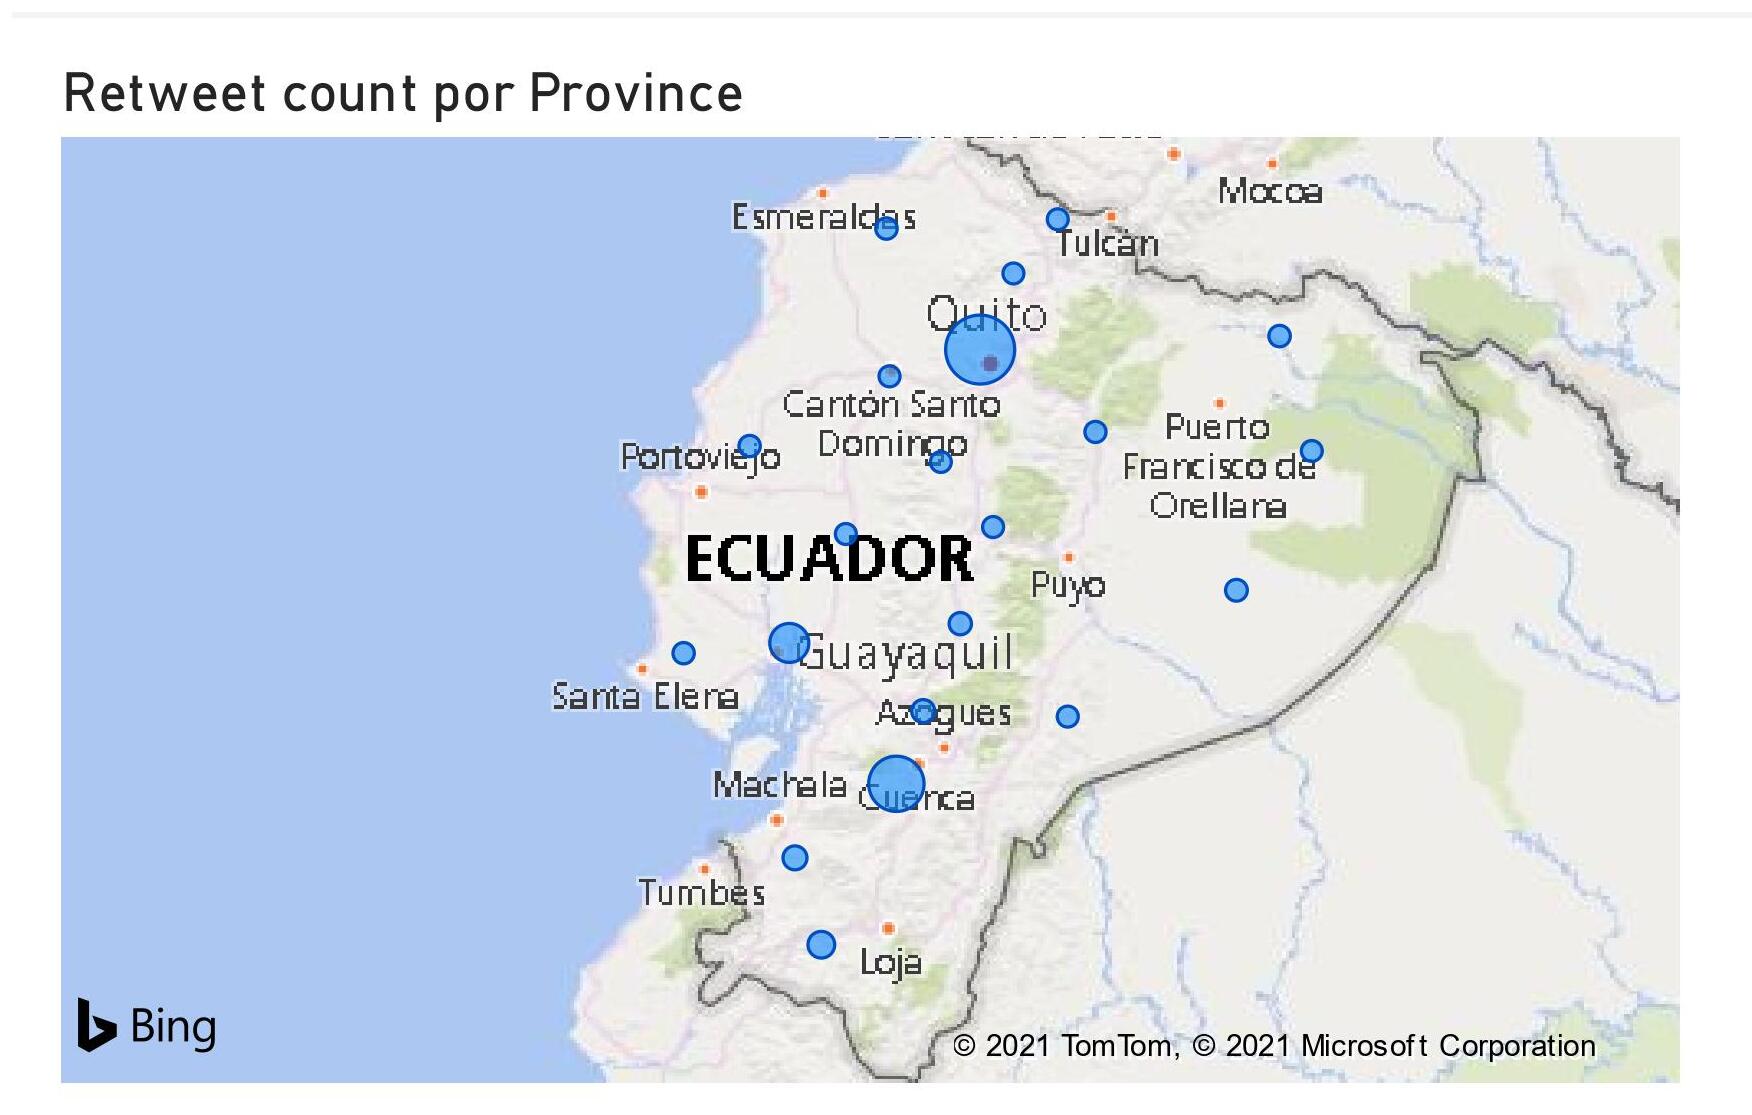 Retweet count por Province
Mocoa
Esmeraldas
Tulcán
Quito
Cantón Santo
Domingo
Puerto
Francisco de
Orellana
Portoviejo
ECUADOR
Puyo
Guayaquil
Santa Elena
Azogues
Machala
Cuenca
Tumbes
Loja
Bing
© 2021 TomTom, © 2021 Microsoft Corporation